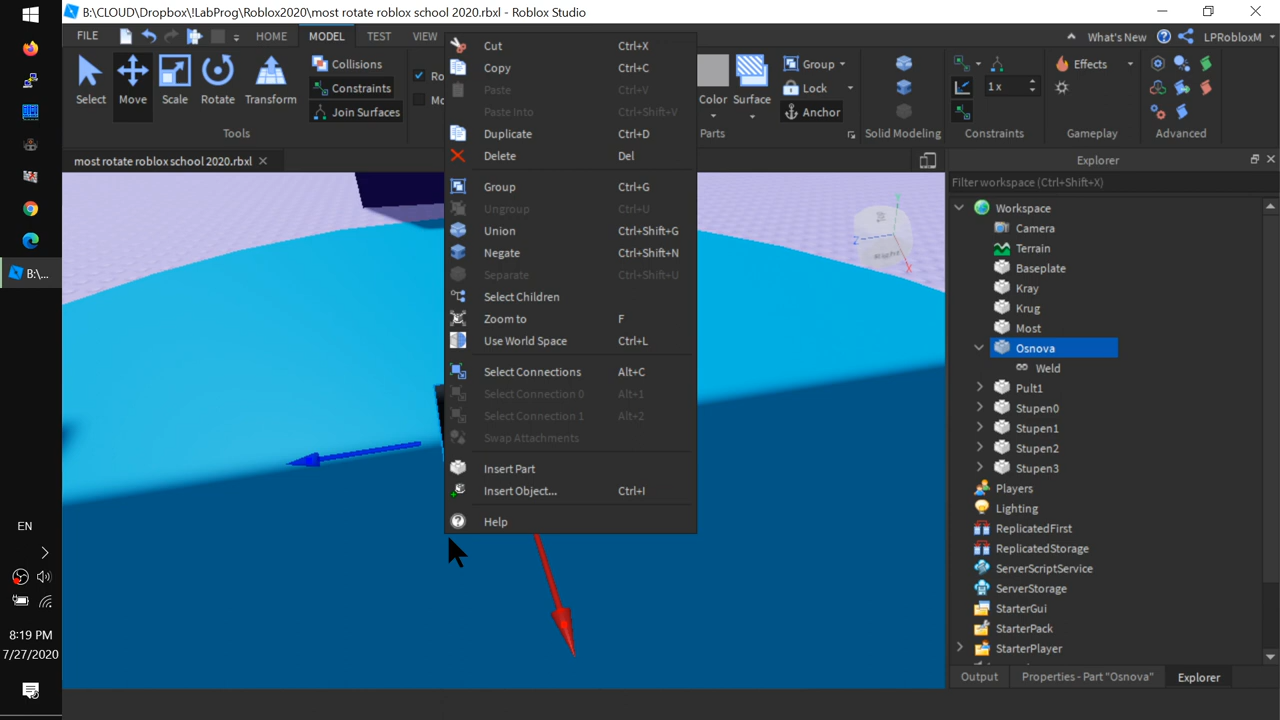 B:\CLOUD\Dropbox\!LabProg\Roblox2020\most rotate roblox school 2020.rbxl - Roblox Studio
FILE HOME MODEL TEST VIEW What's New LPRobloxM
Select Move Scale Rotate Transform
Collisions
Constraints
Join Surfaces
Tools
Color Surface
Group
Lock
Anchor
Parts
Solid Modeling
1 x
Constraints
Effects
Gameplay
Advanced
most rotate roblox school 2020.rbxl
Cut Ctrl+X
Copy Ctrl+C
Paste Ctrl+V
Paste Into Ctrl+Shift+V
Duplicate Ctrl+D
Delete Del
Group Ctrl+G
Ungroup Ctrl+U
Union Ctrl+Shift+G
Negate Ctrl+Shift+N
Separate Ctrl+Shift+U
Select Children
Zoom to F
Use World Space Ctrl+L
Select Connections Alt+C
Select Connection 0 Alt+1
Select Connection 1 Alt+2
Swap Attachments
Insert Part
Insert Object... Ctrl+I
Help
Y
Z
X
Explorer
Filter workspace (Ctrl+Shift+X)
Workspace
Camera
Terrain
Baseplate
Kray
Krug
Most
Osnova
Weld
Pult1
Stupen0
Stupen1
Stupen2
Stupen3
Players
Lighting
ReplicatedFirst
ReplicatedStorage
ServerScriptService
ServerStorage
StarterGui
StarterPack
StarterPlayer
Output Properties - Part "Osnova" Explorer
B:\...
EN
8:19 PM
7/27/2020